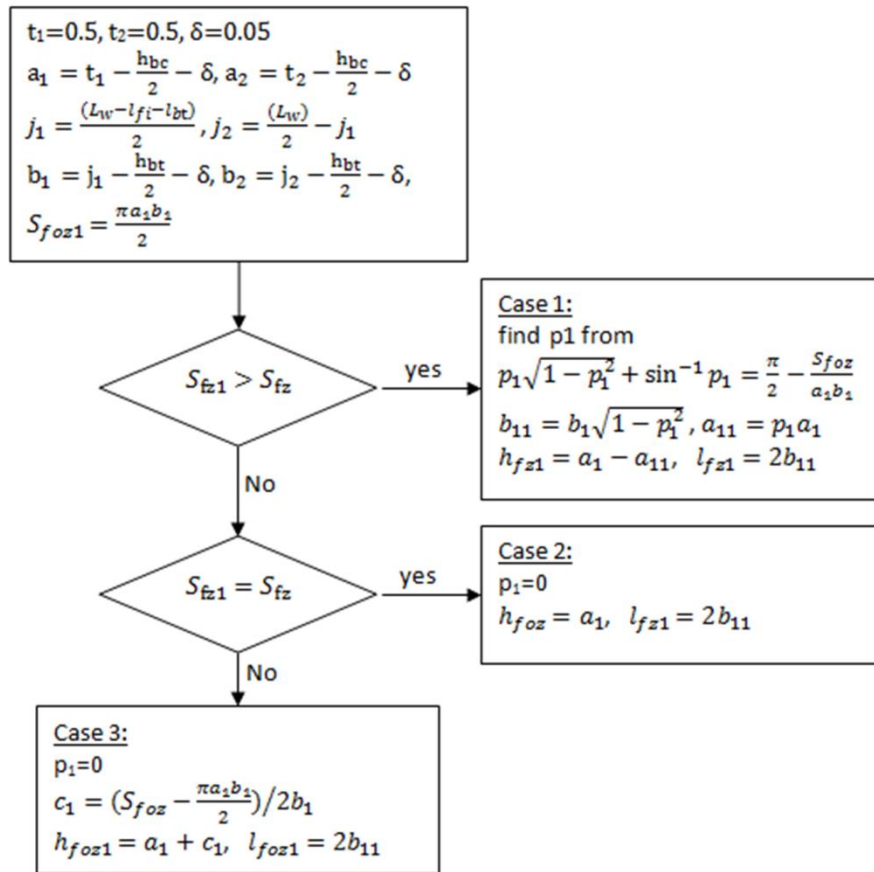 t₁=0.5, t₂=0.5, δ=0.05
a₁ = t₁ − h_bc/2 − δ, a₂ = t₂ − h_bc/2 − δ
j₁ = (L_w−l_fi−l_bt)/2, j₂ = (L_w)/2 − j₁
b₁ = j₁ − h_bt/2 − δ, b₂ = j₂ − h_bt/2 − δ,
S_foz1 = πa₁b₁/2
S_fz1 > S_fz
yes
Case 1:
find p1 from
p₁√(1 − p₁²) + sin⁻¹ p₁ = π/2 − S_foz/a₁b₁
b₁₁ = b₁√(1 − p₁²), a₁₁ = p₁a₁
h_fz1 = a₁ − a₁₁, l_fz1 = 2b₁₁
No
S_fz1 = S_fz
yes
Case 2:
p₁=0
h_foz = a₁, l_fz1 = 2b₁₁
No
Case 3:
p₁=0
c₁ = (S_foz − πa₁b₁/2)/2b₁
h_foz1 = a₁ + c₁, l_foz1 = 2b₁₁